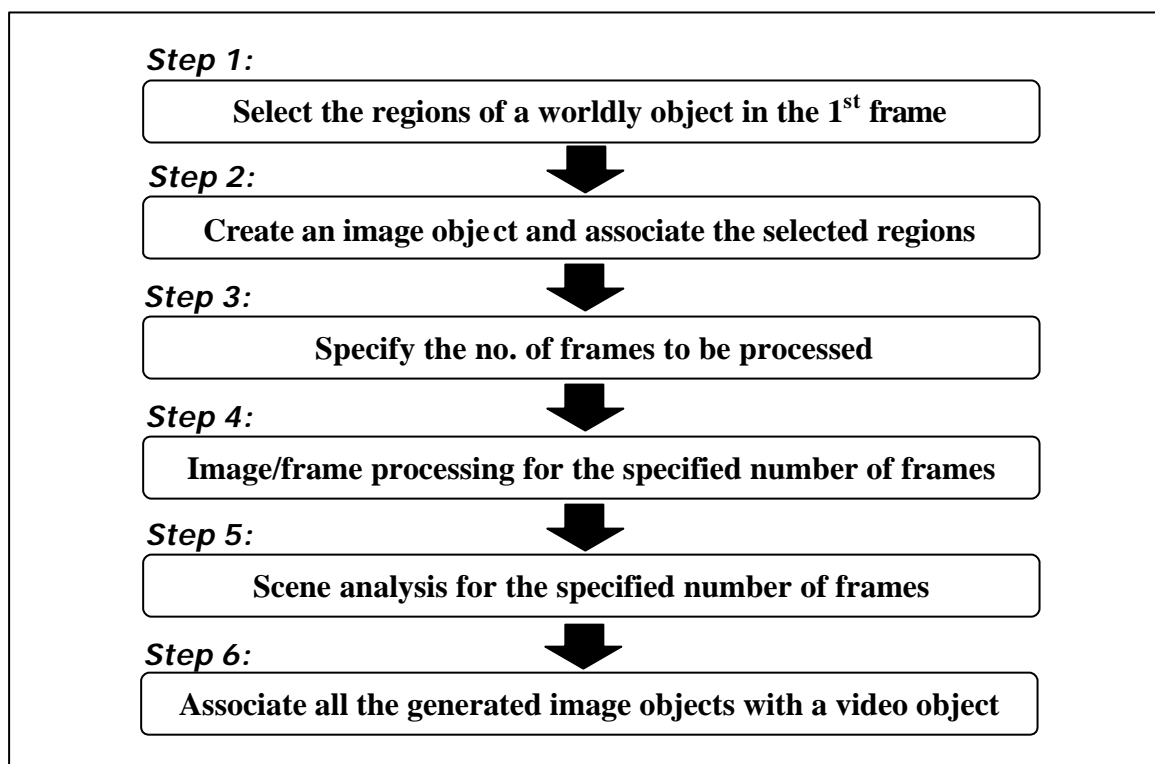 Step 1:
Select the regions of a worldly object in the 1st frame
Step 2:
Create an image object and associate the selected regions
Step 3:
Specify the no. of frames to be processed
Step 4:
Image/frame processing for the specified number of frames
Step 5:
Scene analysis for the specified number of frames
Step 6:
Associate all the generated image objects with a video object